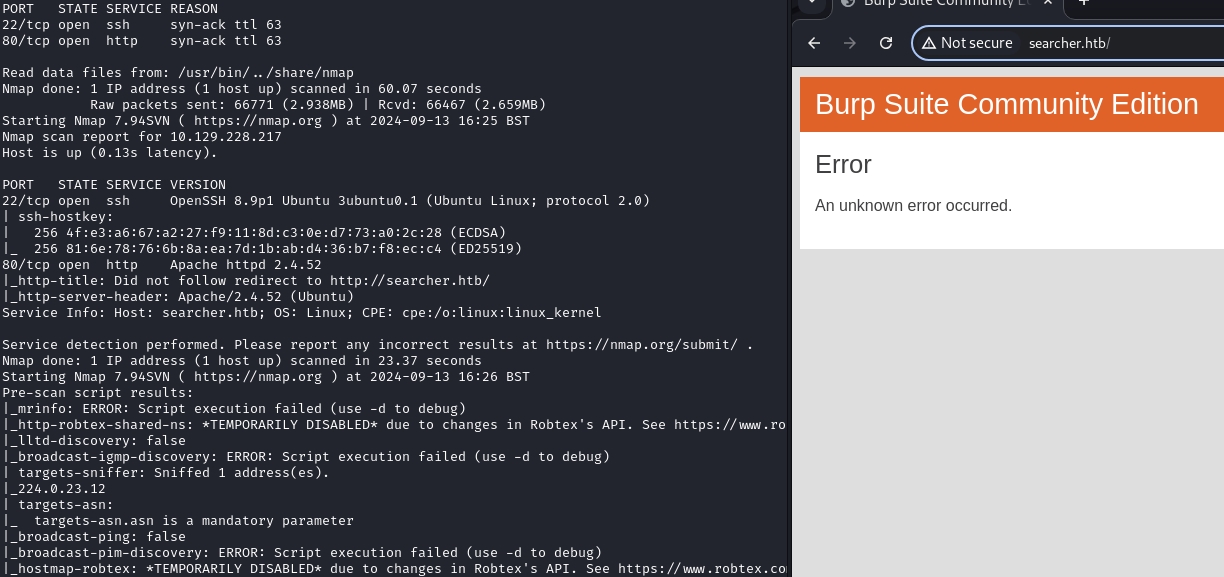 PORT   STATE SERVICE REASON
22/tcp open  ssh     syn-ack ttl 63
80/tcp open  http    syn-ack ttl 63
Read data files from: /usr/bin/../share/nmap
Nmap done: 1 IP address (1 host up) scanned in 60.07 seconds
           Raw packets sent: 66771 (2.938MB) | Rcvd: 66467 (2.659MB)
Starting Nmap 7.94SVN ( https://nmap.org ) at 2024-09-13 16:25 BST
Nmap scan report for 10.129.228.217
Host is up (0.13s latency).
PORT   STATE SERVICE VERSION
22/tcp open  ssh     OpenSSH 8.9p1 Ubuntu 3ubuntu0.1 (Ubuntu Linux; protocol 2.0)
| ssh-hostkey:
|   256 4f:e3:a6:67:a2:27:f9:11:8d:c3:0e:d7:73:a0:2c:28 (ECDSA)
|_  256 81:6e:78:76:6b:8a:ea:7d:1b:ab:d4:36:b7:f8:ec:c4 (ED25519)
80/tcp open  http    Apache httpd 2.4.52
|_http-title: Did not follow redirect to http://searcher.htb/
|_http-server-header: Apache/2.4.52 (Ubuntu)
Service Info: Host: searcher.htb; OS: Linux; CPE: cpe:/o:linux:linux_kernel
Service detection performed. Please report any incorrect results at https://nmap.org/submit/ .
Nmap done: 1 IP address (1 host up) scanned in 23.37 seconds
Starting Nmap 7.94SVN ( https://nmap.org ) at 2024-09-13 16:26 BST
Pre-scan script results:
|_mrinfo: ERROR: Script execution failed (use -d to debug)
|_http-robtex-shared-ns: *TEMPORARILY DISABLED* due to changes in Robtex's API. See https://www.ro
|_lltd-discovery: false
|_broadcast-igmp-discovery: ERROR: Script execution failed (use -d to debug)
| targets-sniffer: Sniffed 1 address(es).
|_224.0.23.12
| targets-asn:
|_  targets-asn.asn is a mandatory parameter
|_broadcast-ping: false
|_broadcast-pim-discovery: ERROR: Script execution failed (use -d to debug)
|_hostmap-robtex: *TEMPORARILY DISABLED* due to changes in Robtex's API. See https://www.robtex.co
Burp Suite Community E
Not secure searcher.htb/
Burp Suite Community Edition
Error
An unknown error occurred.